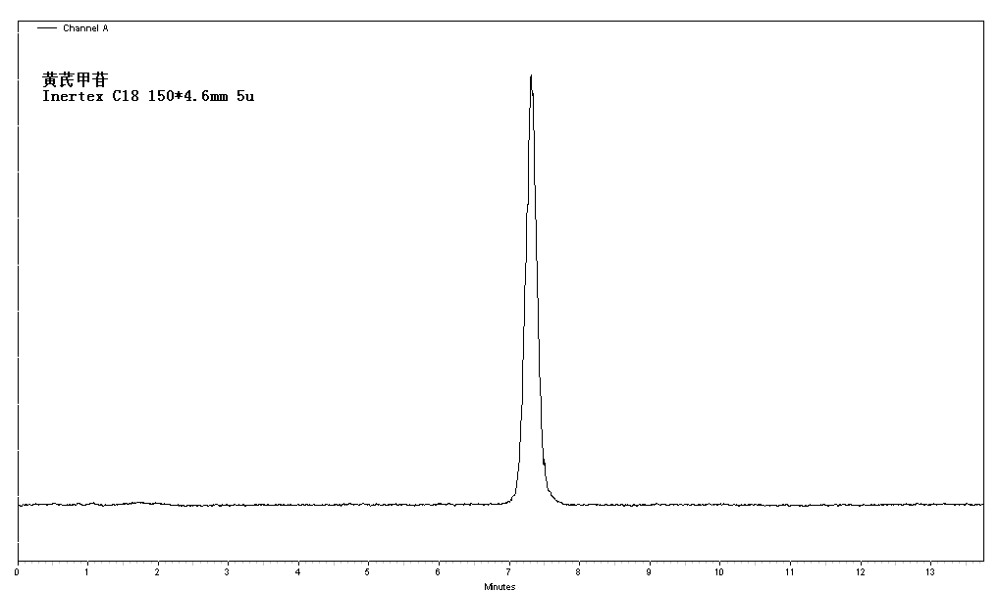 Channel A
黄芪甲苷
Inertex C18 150*4.6mm 5u
0 1 2 3 4 5 6 7 8 9 10 11 12 13
Minutes